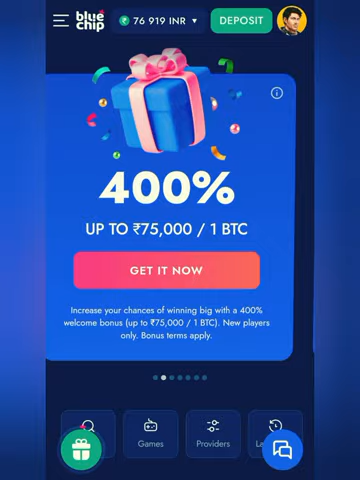 blue
chip
₹ 76 919 INR
DEPOSIT
400%
UP TO ₹75,000 / 1 BTC
GET IT NOW
Increase your chances of winning big with a 400%
welcome bonus (up to ₹75,000 / 1 BTC). New players
only. Bonus terms apply.
Games
Providers